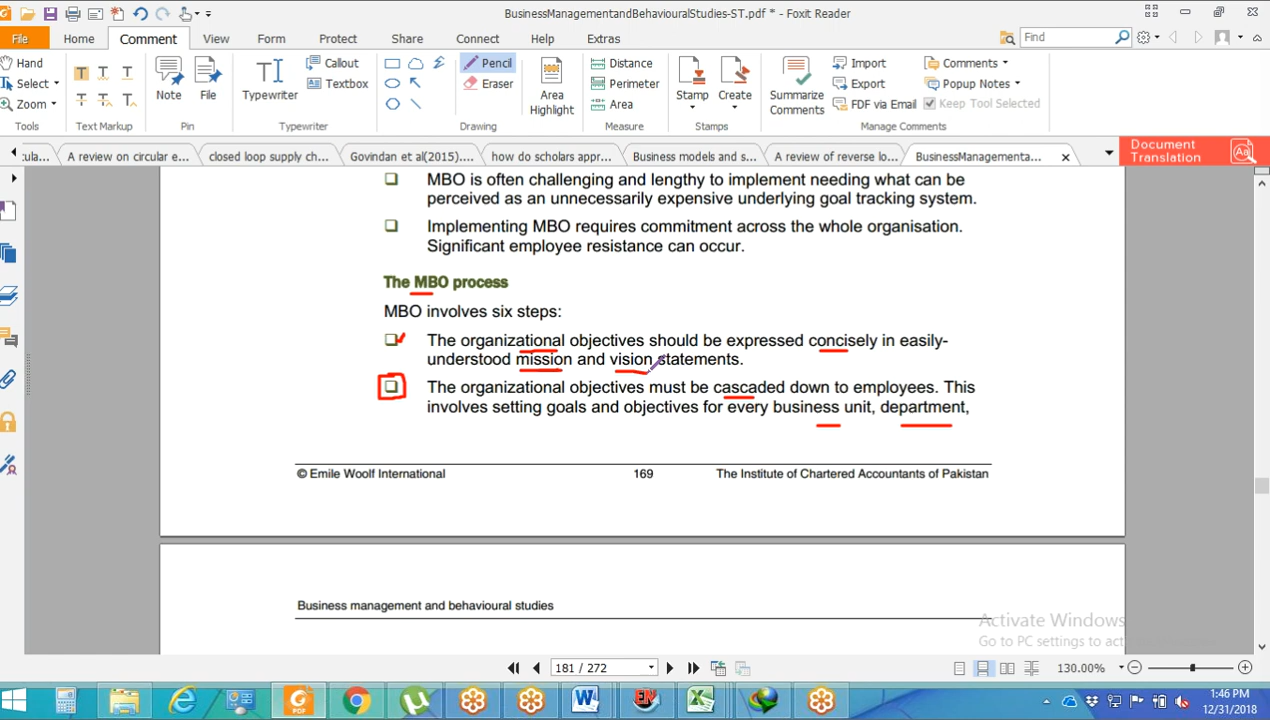 BusinessManagementandBehaviouralStudies-ST.pdf * - Foxit Reader
File Home Comment View Form Protect Share Connect Help Extras Find
Hand
Select
Zoom
Tools
Text Markup
Note
File
Pin
Typewriter
Callout
Textbox
Typewriter
Pencil
Eraser
Area
Highlight
Drawing
Distance
Perimeter
Area
Measure
Stamp
Create
Stamps
Summarize
Comments
Import
Export
FDF via Email
Comments
Popup Notes
Keep Tool Selected
Manage Comments
cula... A review on circular e... closed loop supply ch... Govindan et al(2015).... how do scholars appr... Business models and s... A review of reverse lo... BusinessManagementa...
Document
Translation
MBO is often challenging and lengthy to implement needing what can be
perceived as an unnecessarily expensive underlying goal tracking system.
Implementing MBO requires commitment across the whole organisation.
Significant employee resistance can occur.
The MBO process
MBO involves six steps:
The organizational objectives should be expressed concisely in easily-
understood mission and vision statements.
The organizational objectives must be cascaded down to employees. This
involves setting goals and objectives for every business unit, department,
© Emile Woolf International 169 The Institute of Chartered Accountants of Pakistan
Business management and behavioural studies
Activate Windows
Go to PC settings to act
181 / 272
130.00%
1:46 PM
12/31/2018